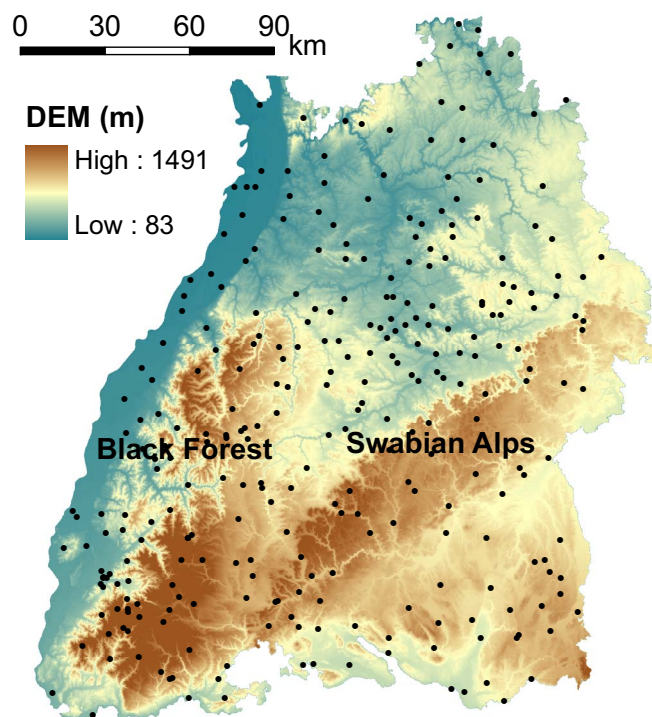 0 30 60 90
km
DEM (m)
High : 1491
Low : 83
Black Forest
Swabian Alps